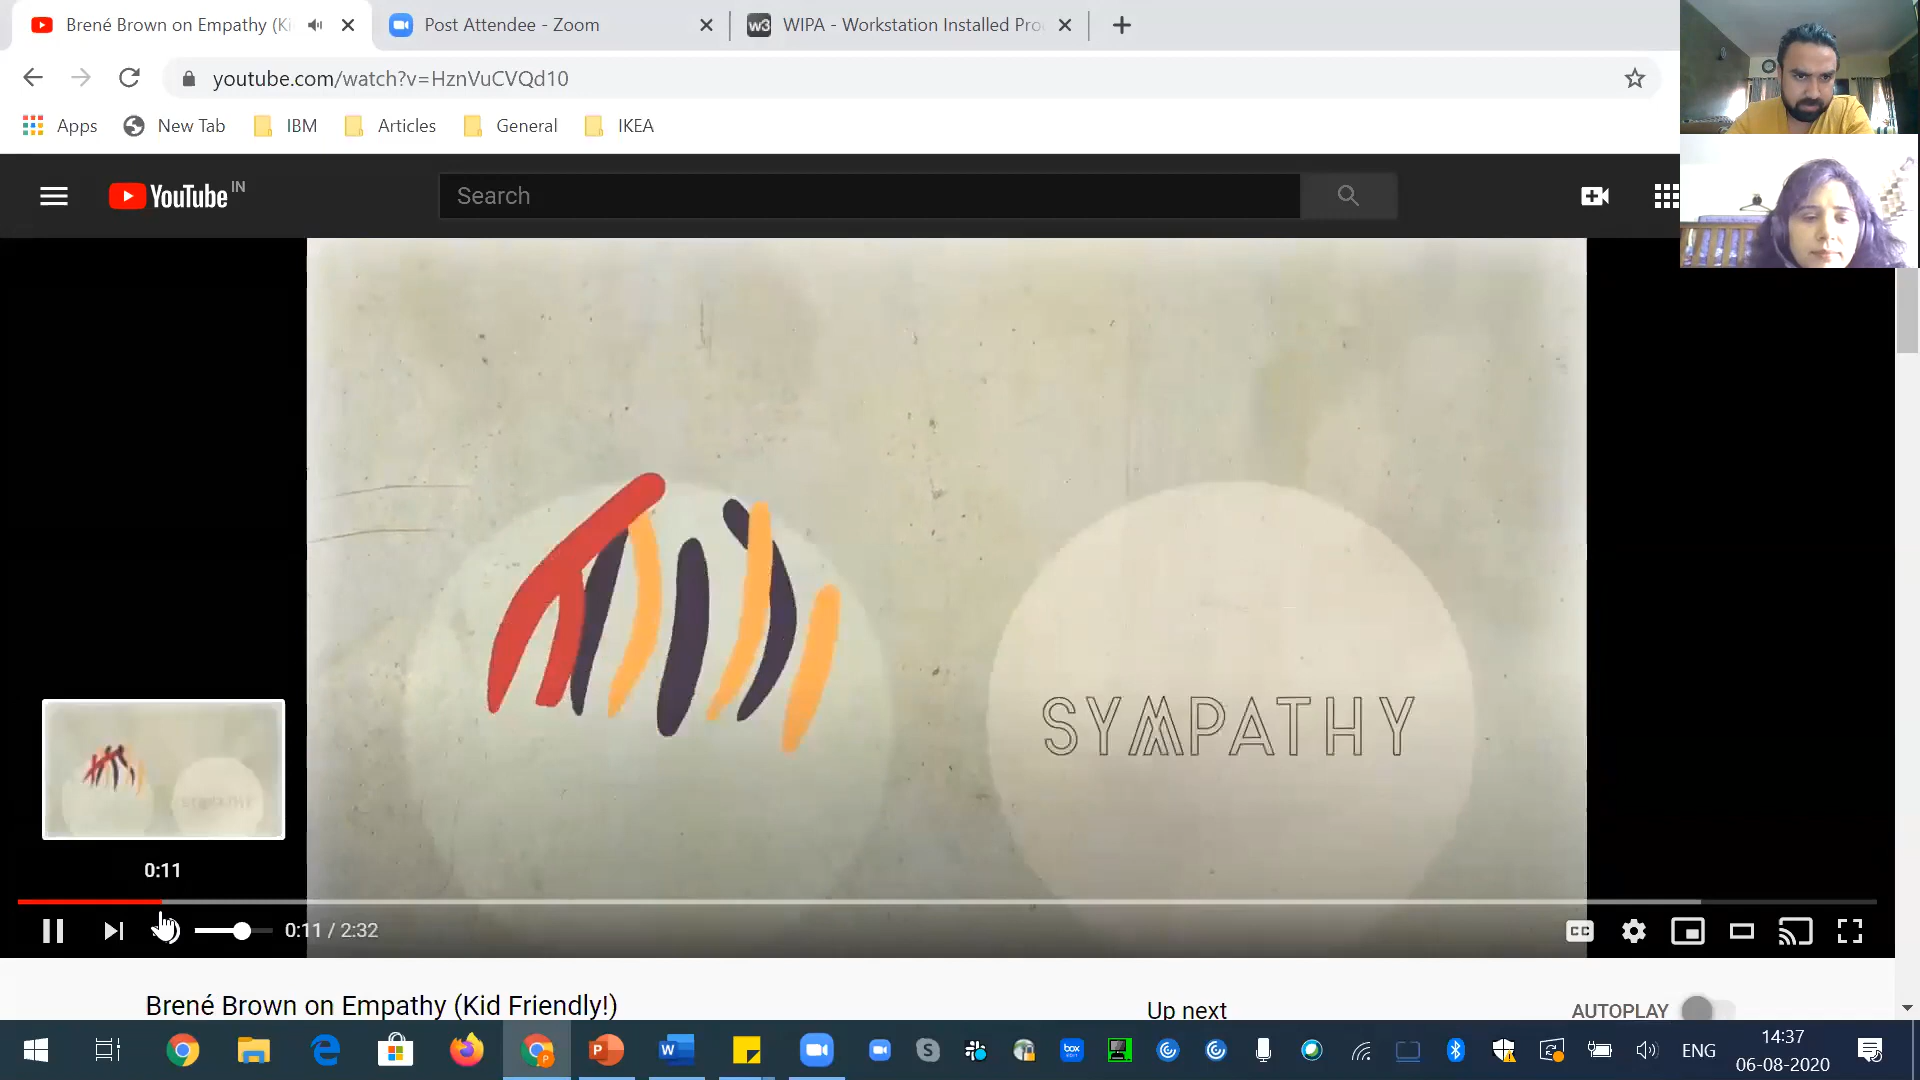 Brené Brown on Empathy (Ki
Post Attendee - Zoom
w3 WIPA - Workstation Installed Pro
youtube.com/watch?v=HznVuCVQd10
Apps
New Tab
IBM
Articles
General
IKEA
YouTube IN
Search
SYMPATHY
0:11
0:11 / 2:32
CC
Brené Brown on Empathy (Kid Friendly!)
Up next
AUTOPLAY
14:37
ENG
06-08-2020